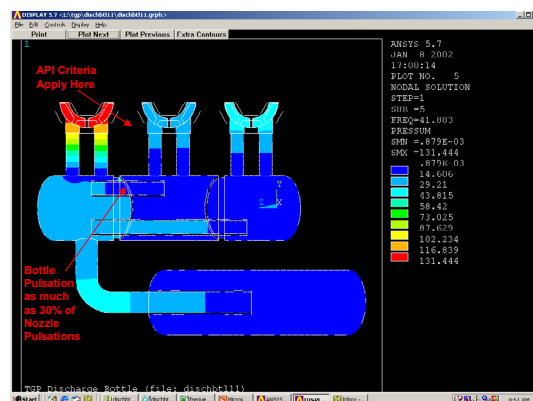 DISPLAY 5.7 <L:\tgp\dischbtl11\dischbtl11.grph.>
File Edit Controls Display Help
Print Plot Next Plot Previous Extra Contours
1
API Criteria
Apply Here
Bottle
Pulsation
as much
as 30% of
Nozzle
Pulsations
TGP Discharge Bottle (file: dischbtl11)
ANSYS 5.7
JAN 8 2002
17:08:14
PLOT NO. 5
NODAL SOLUTION
STEP=1
SUB =5
FREQ=41.883
PRESSUM
SMN =.879E-03
SMX =131.444
.879E-03
14.606
29.21
43.815
58.42
73.025
87.629
102.234
116.839
131.444
Y
Z X
Start dischbt... ANSYS Inbox -